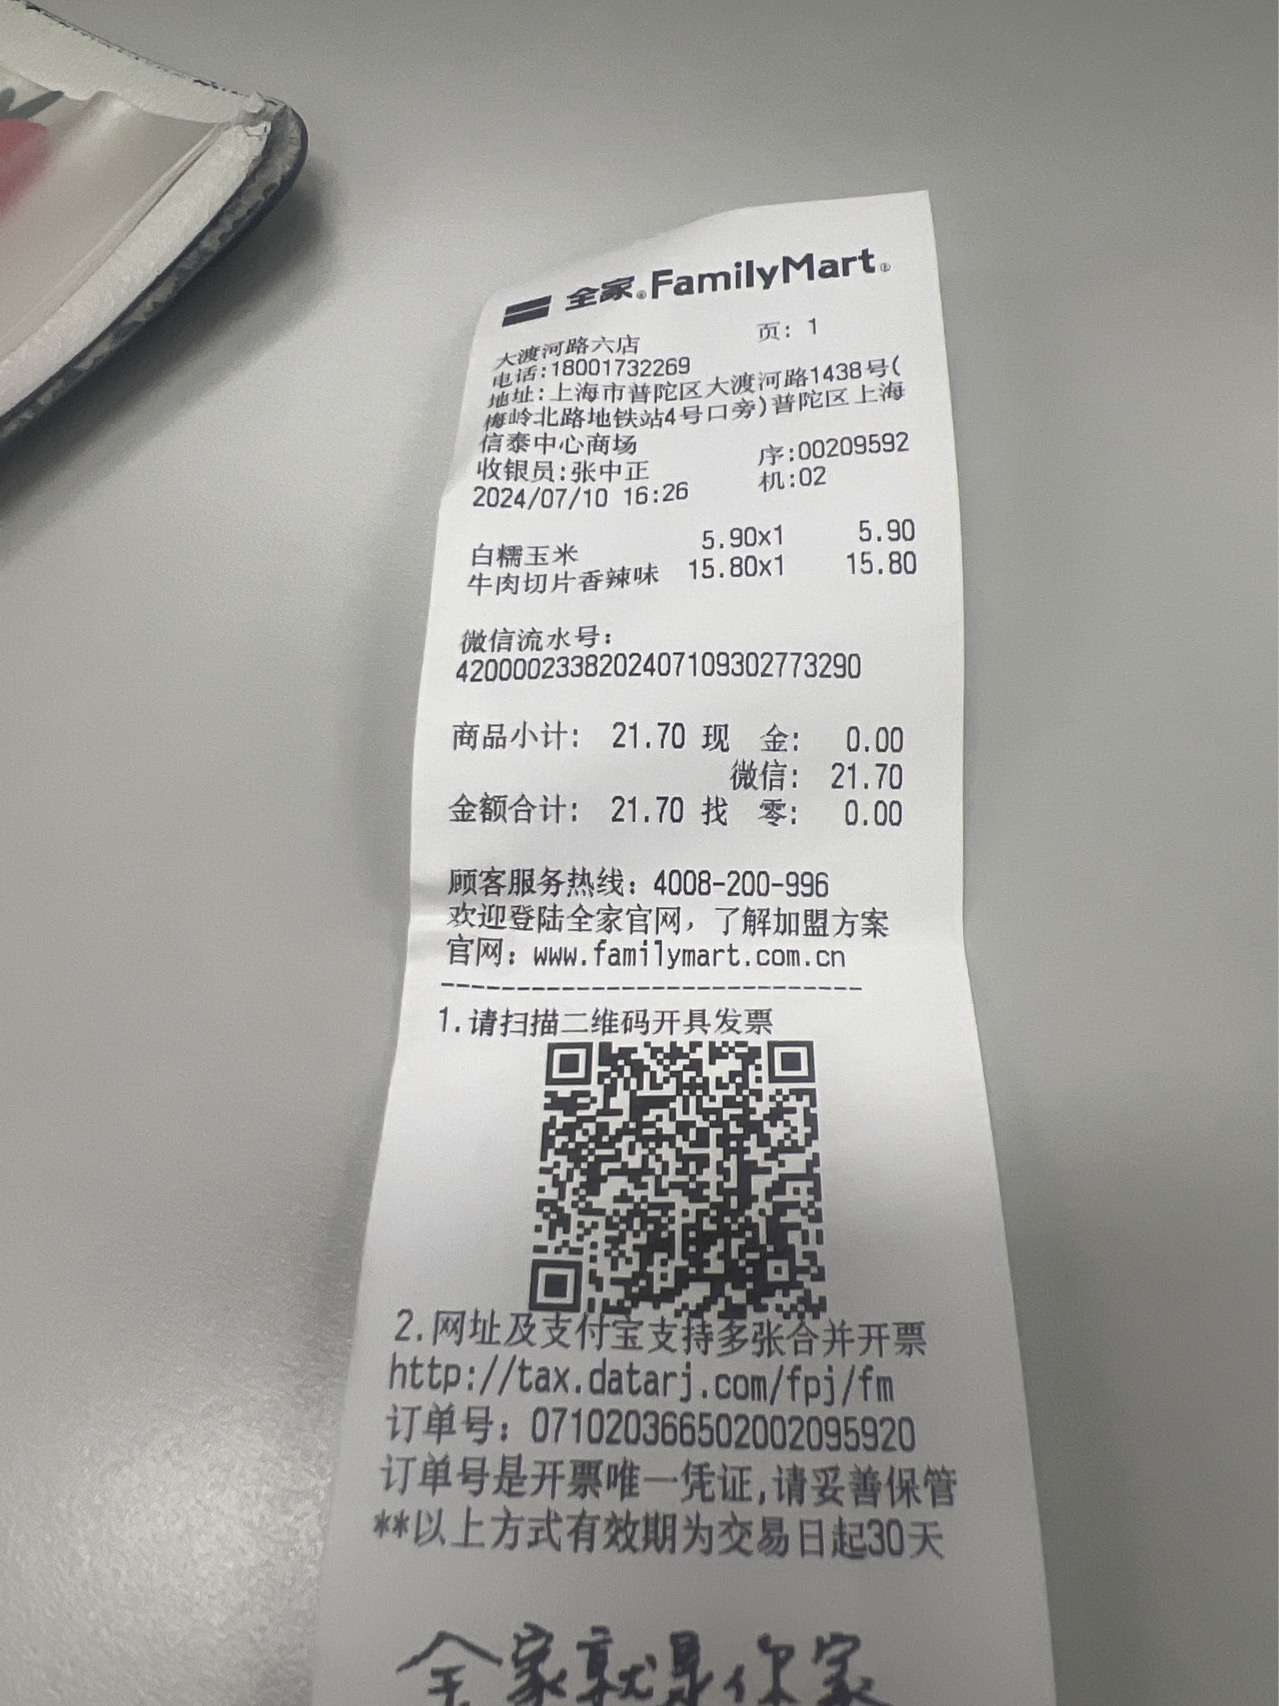 全家 FamilyMart
大渡河路六店 页: 1
电话:18001732269
地址:上海市普陀区大渡河路1438号(
梅岭北路地铁站4号口旁)普陀区上海
信泰中心商场
收银员:张中正 序:00209592
2024/07/10 16:26 机:02
白糯玉米 5.90x1 5.90
牛肉切片香辣味 15.80x1 15.80
微信流水号:
4200002338202407109302773290
商品小计: 21.70 现 金: 0.00
微信: 21.70
金额合计: 21.70 找 零: 0.00
顾客服务热线: 4008-200-996
欢迎登陆全家官网, 了解加盟方案
官网: www.familymart.com.cn
----------------------------
1.请扫描二维码开具发票
2.网址及支付宝支持多张合并开票
http://tax.datarj.com/fpj/fm
订单号: 071020366502002095920
订单号是开票唯一凭证,请妥善保管
**以上方式有效期为交易日起30天
全家就是你家